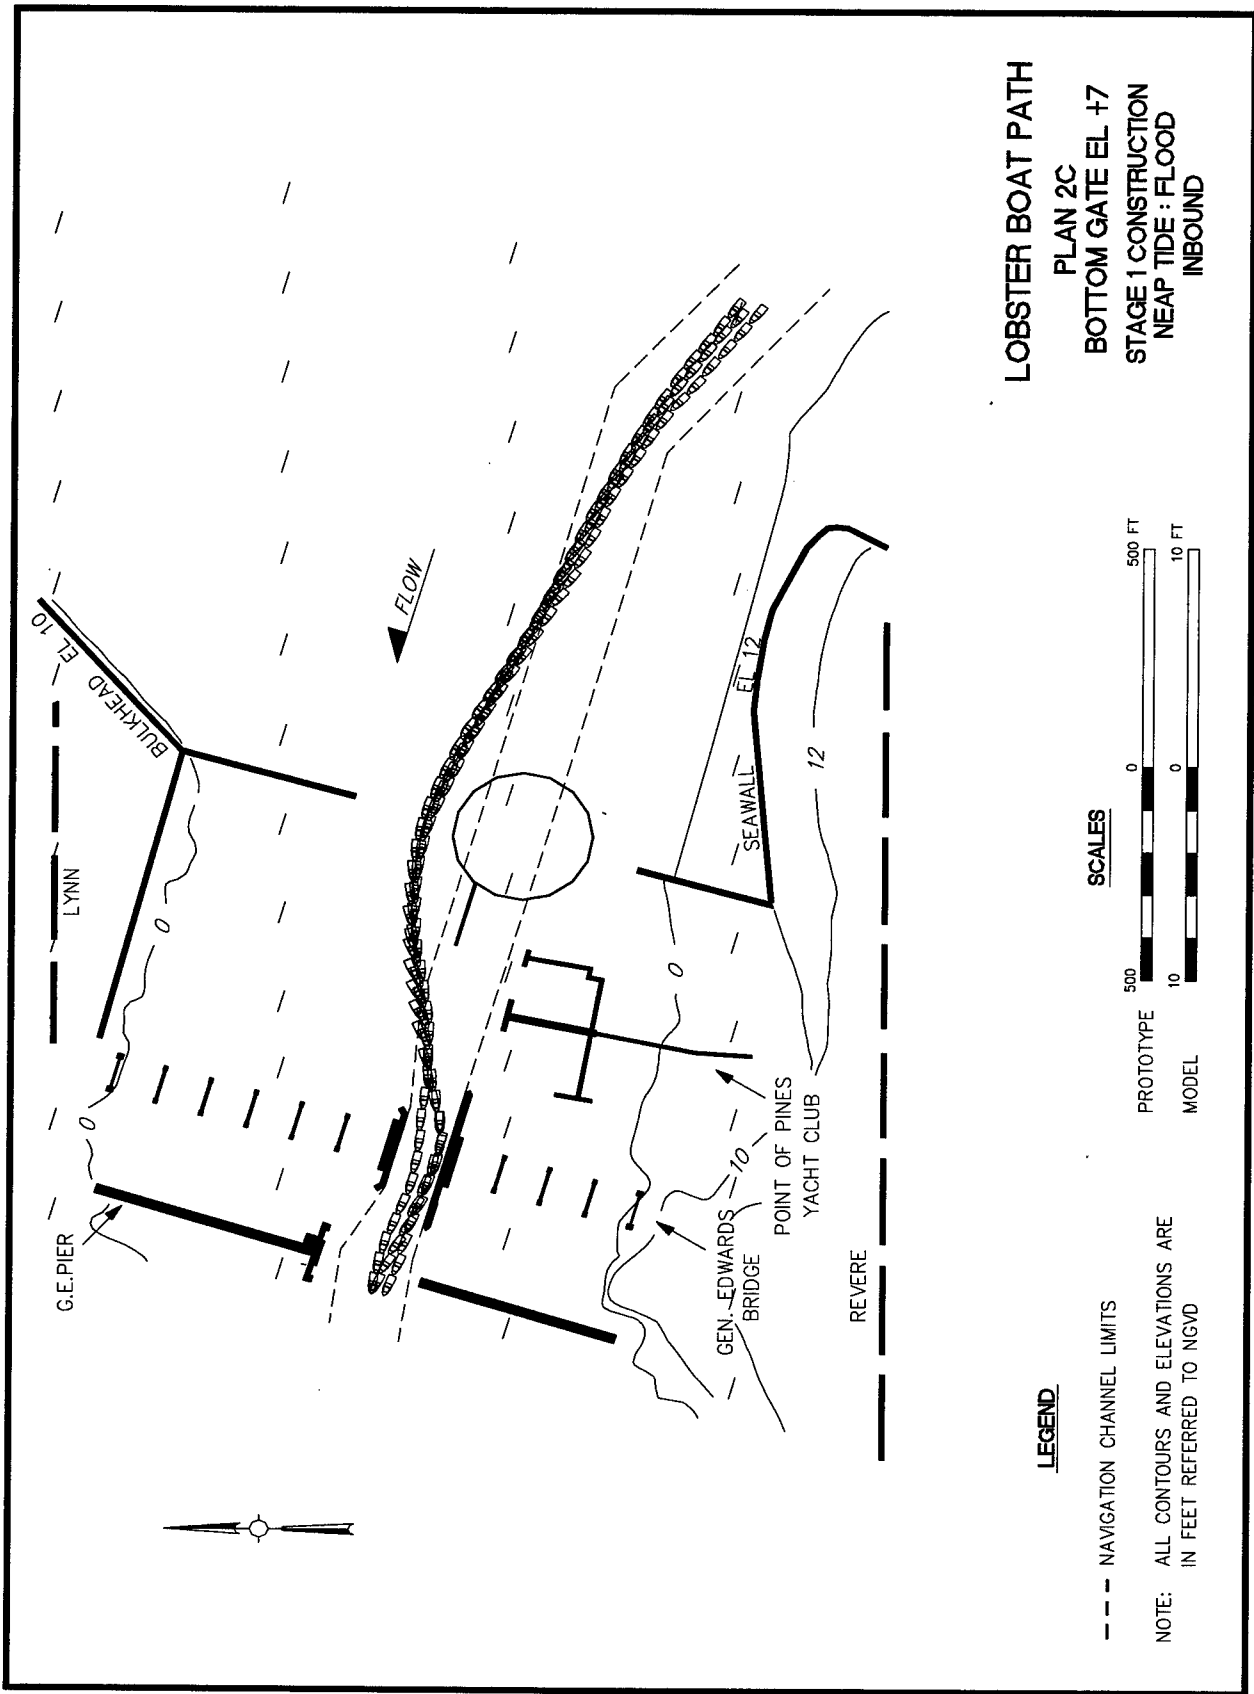 LYNN
BULKHEAD EL 10
0
0
G.E.PIER
FLOW
SEAWALL
EL 12
12
0
10
POINT OF PINES
YACHT CLUB
GEN. EDWARDS
BRIDGE
REVERE
LEGEND
NAVIGATION CHANNEL LIMITS
NOTE: ALL CONTOURS AND ELEVATIONS ARE
IN FEET REFERRED TO NGVD
SCALES
PROTOTYPE 500 0 500 FT
MODEL 10 0 10 FT
LOBSTER BOAT PATH
PLAN 2C
BOTTOM GATE EL +7
STAGE 1 CONSTRUCTION
NEAP TIDE : FLOOD
INBOUND